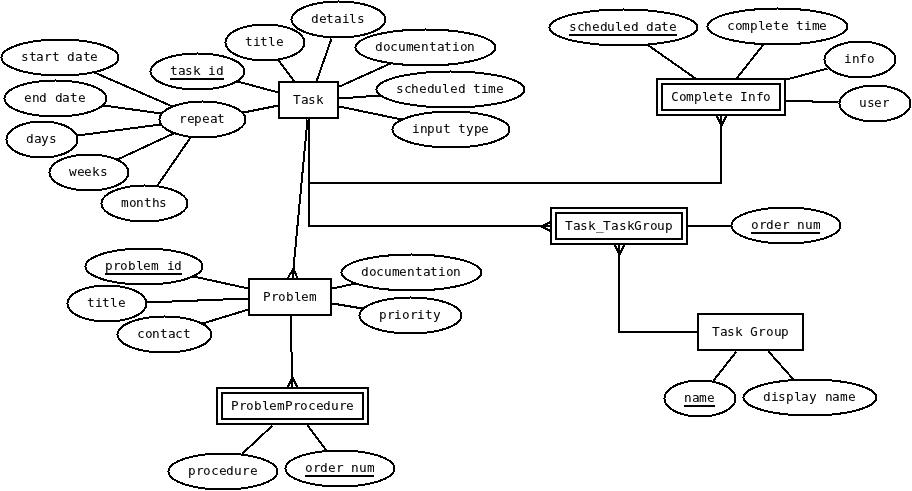 details
title
documentation
scheduled date
complete time
start date
task id
info
end date
Task
scheduled time
Complete Info
user
repeat
input type
days
weeks
months
Task_TaskGroup
order num
problem id
documentation
title
Problem
contact
priority
Task Group
name
display name
ProblemProcedure
procedure
order num